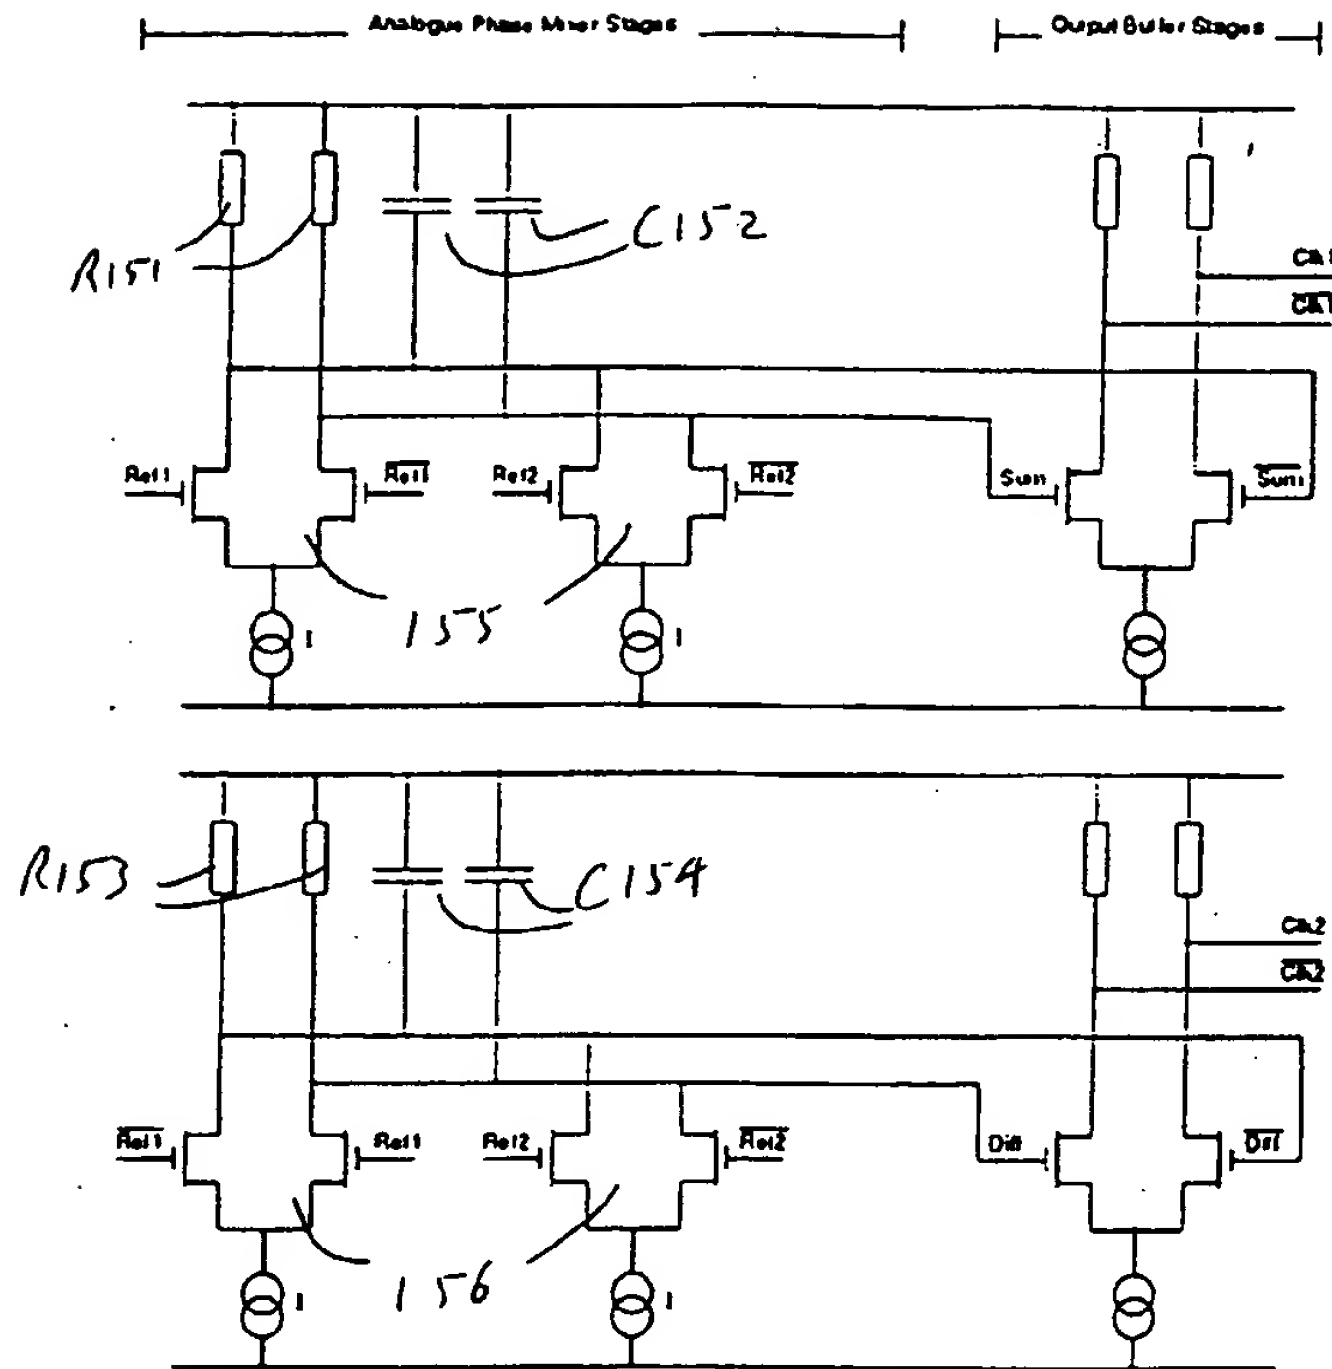 Analogue Phase Mixer Stages
Output Buffer Stages
R151
C152
Clk1
Clk1
Ref1
Ref1
Ref2
Ref2
Sum
Sum
I
155
I
R153
C154
Clk2
Clk2
Ref1
Ref1
Ref2
Ref2
Diff
Diff
I
156
I